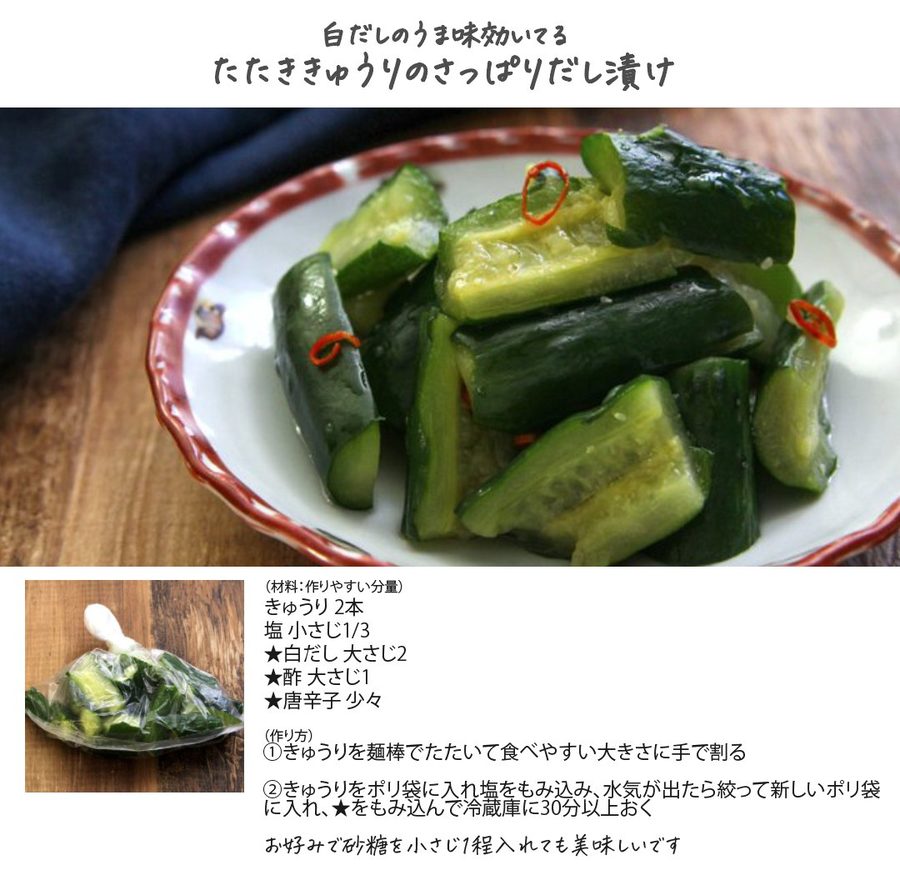 白だしのうま味効いてる
たたききゅうりのさっぱりだし漬け
（材料：作りやすい分量）
きゅうり 2本
塩 小さじ1/3
★白だし 大さじ2
★酢 大さじ1
★唐辛子 少々
（作り方）
①きゅうりを麺棒でたたいて食べやすい大きさに手で割る
②きゅうりをポリ袋に入れ塩をもみ込み、水気が出たら絞って新しいポリ袋
に入れ、★をもみ込んで冷蔵庫に30分以上おく
お好みで砂糖を小さじ1程入れても美味しいです